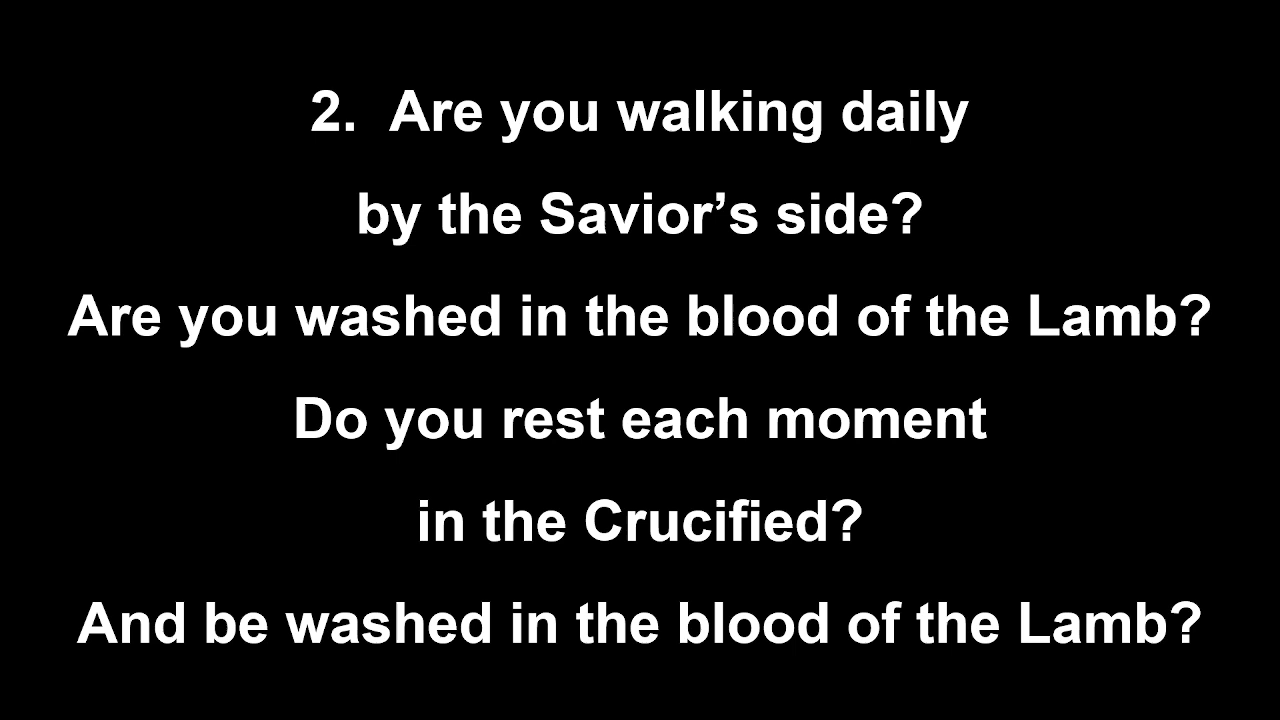 2.  Are you walking daily
by the Savior’s side?
Are you washed in the blood of the Lamb?
Do you rest each moment
in the Crucified?
And be washed in the blood of the Lamb?